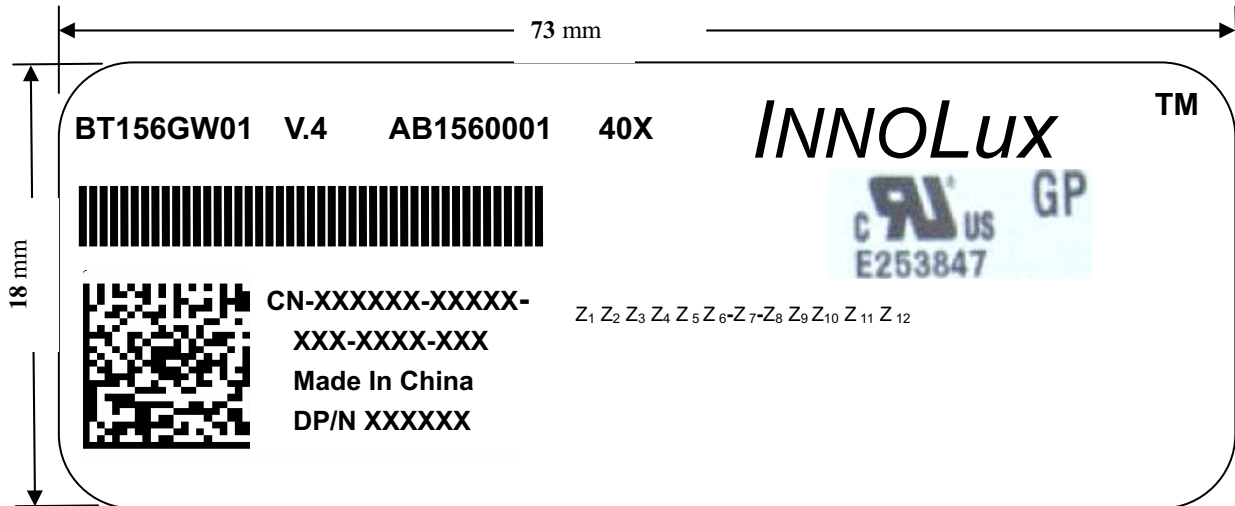 73 mm
18 mm
BT156GW01 V.4 AB1560001 40X
INNOLux TM
c RU US GP
E253847
CN-XXXXXX-XXXXX-
XXX-XXXX-XXX
Made In China
DP/N XXXXXX
Z1 Z2 Z3 Z4 Z5 Z6-Z7-Z8 Z9 Z10 Z11 Z12